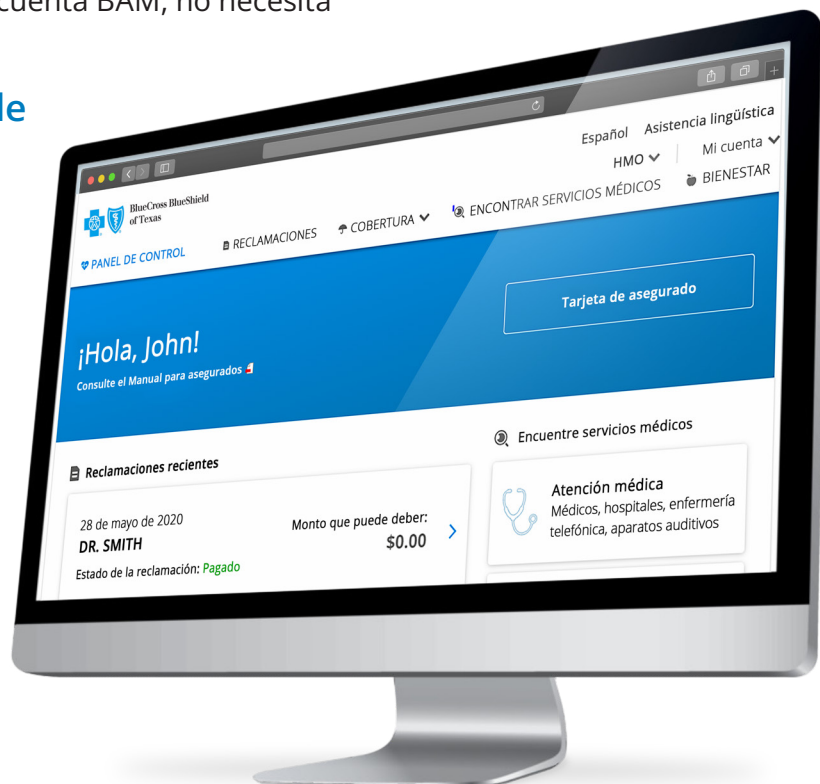 cuenta BAM, no necesita
de
BlueCross BlueShield
of Texas
Español Asistencia lingüística
HMO Mi cuenta
PANEL DE CONTROL RECLAMACIONES COBERTURA ENCONTRAR SERVICIOS MÉDICOS BIENESTAR
¡Hola, John!
Consulte el Manual para asegurados
Tarjeta de asegurado
Reclamaciones recientes
28 de mayo de 2020
DR. SMITH
Estado de la reclamación: Pagado
Monto que puede deber:
$0.00
Encuentre servicios médicos
Atención médica
Médicos, hospitales, enfermería
telefónica, aparatos auditivos